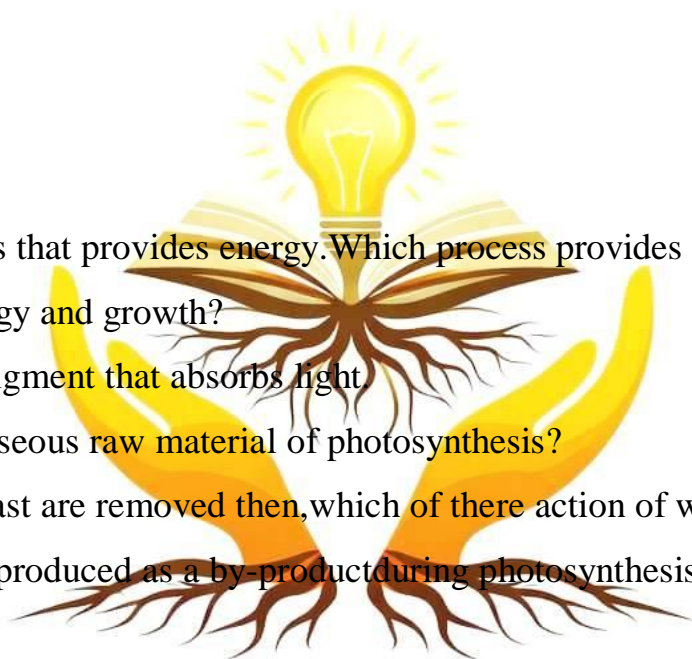 s that provides energy.Which process provides
gy and growth?
igment that absorbs light.
seous raw material of photosynthesis?
ast are removed then,which of there action of w
produced as a by-productduring photosynthesis